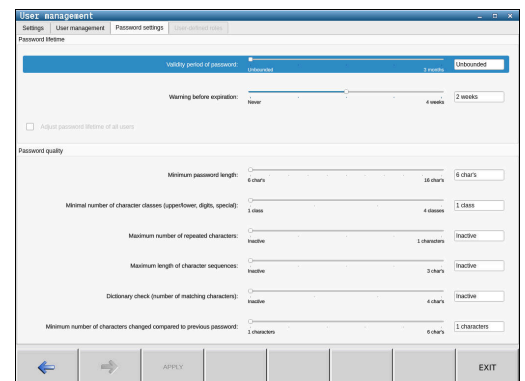 User management
Settings User management Password settings User-defined roles
Password lifetime
Validity period of password: Unbounded
Unbounded 3 months
Warning before expiration: 2 weeks
Never 4 weeks
Adjust password lifetime of all users
Password quality
Minimum password length: 6 char's
6 char's 16 char's
Minimal number of character classes (upper/lower, digits, special): 1 class
1 class 4 classes
Maximum number of repeated characters: Inactive
Inactive 1 characters
Maximum length of character sequences: Inactive
Inactive 3 char's
Dictionary check (number of matching characters): Inactive
Inactive 4 char's
Minimum number of characters changed compared to previous password: 1 characters
1 characters 6 char's
APPLY EXIT